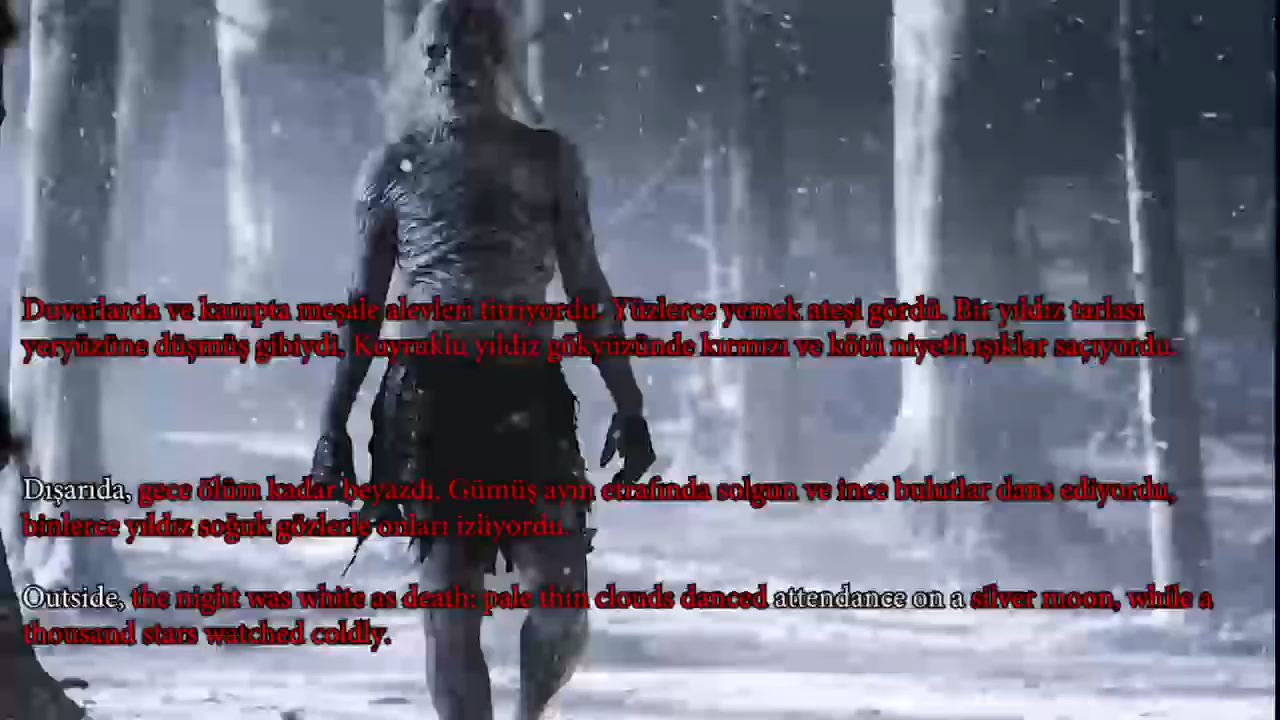 Duvarlarda ve kampta meşale alevleri titriyordu. Yüzlerce yemek ateşi gördü. Bir yıldız tarlası
yeryüzüne düşmüş gibiydi. Kuyruklu yıldız gökyüzünde kırmızı ve kötü niyetli ışıklar saçıyordu.
Dışarıda, gece ölüm kadar beyazdı. Gümüş ayın etrafında solgun ve ince bulutlar dans ediyordu,
binlerce yıldız soğuk gözlerle onları izliyordu.
Outside, the night was white as death; pale thin clouds danced attendance on a silver moon, while a
thousand stars watched coldly.